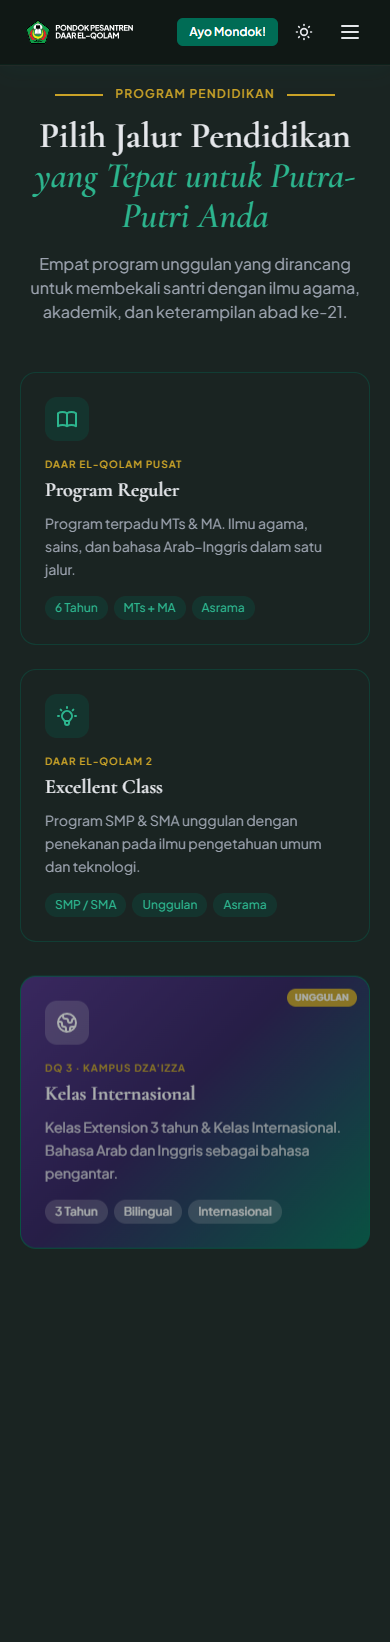 PONDOK PESANTREN
DAAR EL-QOLAM
Ayo Mondok!
PROGRAM PENDIDIKAN
Pilih Jalur Pendidikan
yang Tepat untuk Putra-
Putri Anda
Empat program unggulan yang dirancang
untuk membekali santri dengan ilmu agama,
akademik, dan keterampilan abad ke-21.
DAAR EL-QOLAM PUSAT
Program Reguler
Program terpadu MTs & MA. Ilmu agama,
sains, dan bahasa Arab–Inggris dalam satu
jalur.
6 Tahun MTs + MA Asrama
DAAR EL-QOLAM 2
Excellent Class
Program SMP & SMA unggulan dengan
penekanan pada ilmu pengetahuan umum
dan teknologi.
SMP / SMA Unggulan Asrama
UNGGULAN
DQ 3 · KAMPUS DZA'IZZA
Kelas Internasional
Kelas Extension 3 tahun & Kelas Internasional.
Bahasa Arab dan Inggris sebagai bahasa
pengantar.
3 Tahun Bilingual Internasional